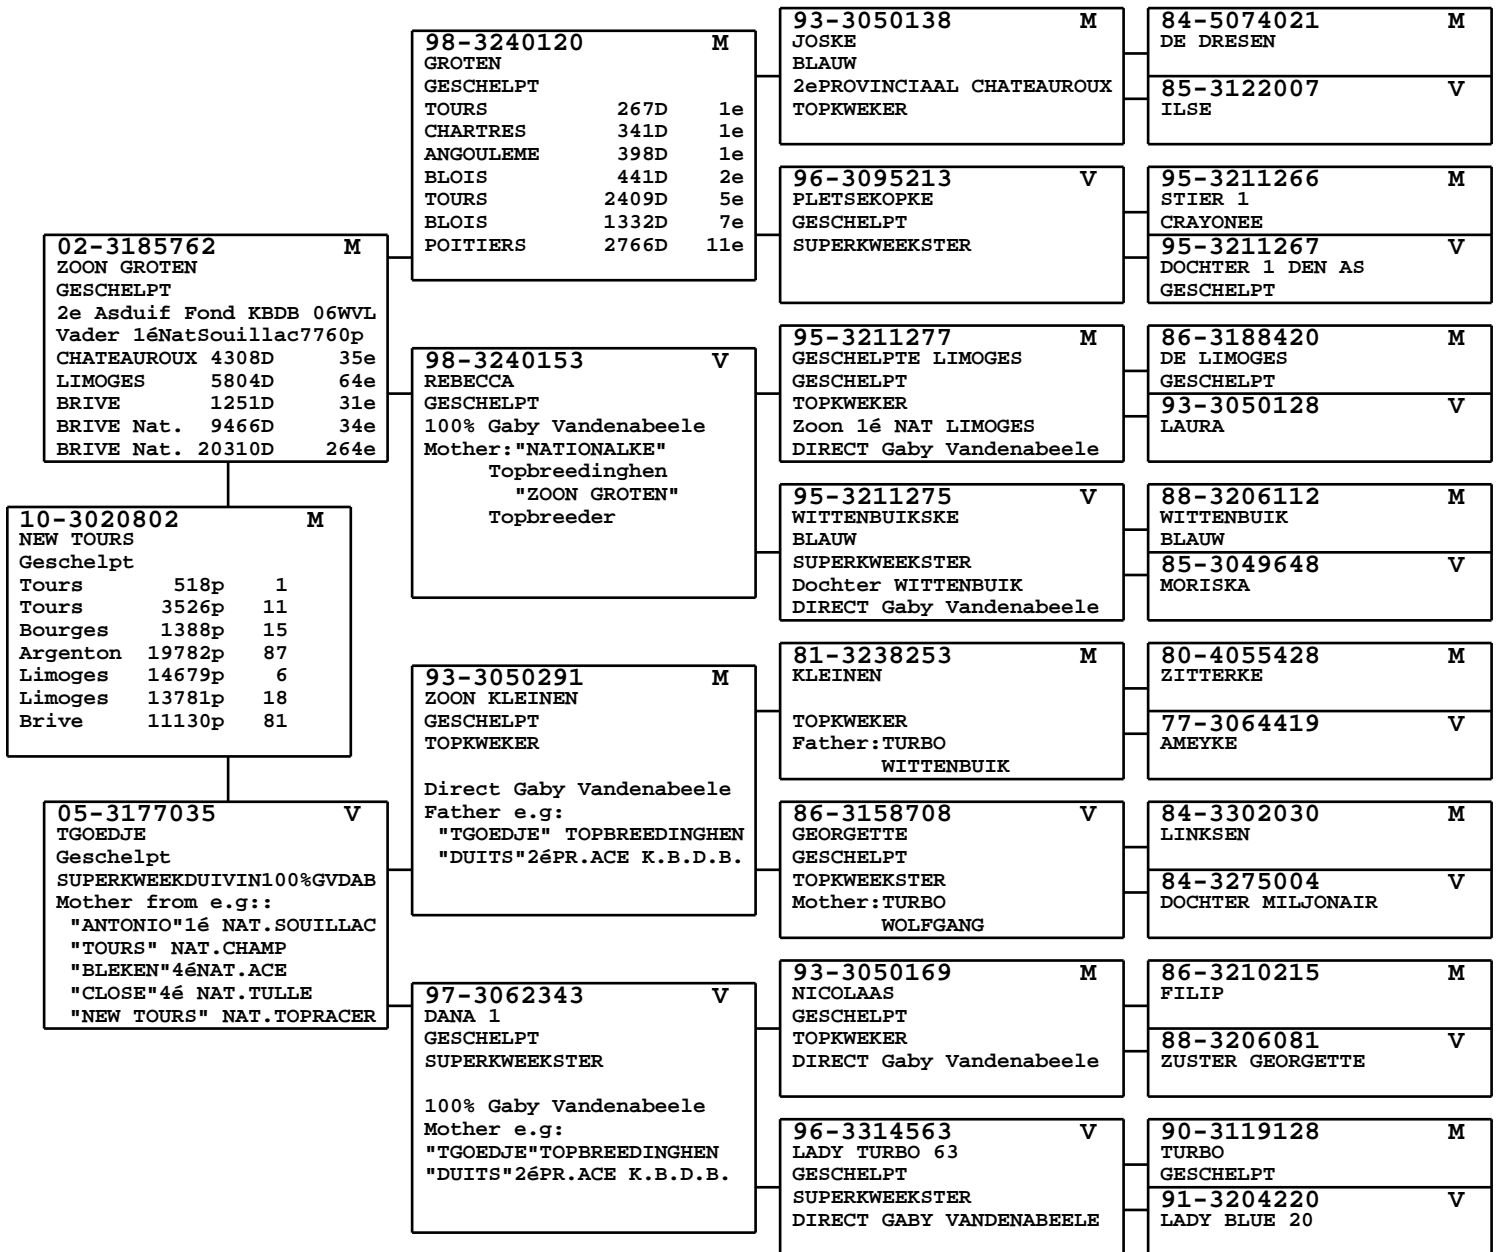 10-3020802 M
NEW TOURS
Geschelpt
Tours 518p 1
Tours 3526p 11
Bourges 1388p 15
Argenton 19782p 87
Limoges 14679p 6
Limoges 13781p 18
Brive 11130p 81
02-3185762 M
ZOON GROTEN
GESCHELPT
2e Asduif Fond KBDB 06WVL
Vader 1éNatSouillac7760p
CHATEAUROUX 4308D 35e
LIMOGES 5804D 64e
BRIVE 1251D 31e
BRIVE Nat. 9466D 34e
BRIVE Nat. 20310D 264e
05-3177035 V
TGOEDJE
Geschelpt
SUPERKWEEKDUIVIN100%GVDAB
Mother from e.g::
"ANTONIO"1é NAT.SOUILLAC
"TOURS" NAT.CHAMP
"BLEKEN"4éNAT.ACE
"CLOSE"4é NAT.TULLE
"NEW TOURS" NAT.TOPRACER
98-3240120 M
GROTEN
GESCHELPT
TOURS 267D 1e
CHARTRES 341D 1e
ANGOULEME 398D 1e
BLOIS 441D 2e
TOURS 2409D 5e
BLOIS 1332D 7e
POITIERS 2766D 11e
98-3240153 V
REBECCA
GESCHELPT
100% Gaby Vandenabeele
Mother:"NATIONALKE"
Topbreedinghen
"ZOON GROTEN"
Topbreeder
93-3050291 M
ZOON KLEINEN
GESCHELPT
TOPKWEKER
Direct Gaby Vandenabeele
Father e.g:
"TGOEDJE" TOPBREEDINGHEN
"DUITS"2éPR.ACE K.B.D.B.
97-3062343 V
DANA 1
GESCHELPT
SUPERKWEEKSTER
100% Gaby Vandenabeele
Mother e.g:
"TGOEDJE"TOPBREEDINGHEN
"DUITS"2éPR.ACE K.B.D.B.
93-3050138 M
JOSKE
BLAUW
2ePROVINCIAAL CHATEAUROUX
TOPKWEKER
96-3095213 V
PLETSEKOPKE
GESCHELPT
SUPERKWEEKSTER
95-3211277 M
GESCHELPTE LIMOGES
GESCHELPT
TOPKWEKER
Zoon 1é NAT LIMOGES
DIRECT Gaby Vandenabeele
95-3211275 V
WITTENBUIKSKE
BLAUW
SUPERKWEEKSTER
Dochter WITTENBUIK
DIRECT Gaby Vandenabeele
81-3238253 M
KLEINEN
TOPKWEKER
Father:TURBO
WITTENBUIK
86-3158708 V
GEORGETTE
GESCHELPT
TOPKWEEKSTER
Mother:TURBO
WOLFGANG
93-3050169 M
NICOLAAS
GESCHELPT
TOPKWEKER
DIRECT Gaby Vandenabeele
96-3314563 V
LADY TURBO 63
GESCHELPT
SUPERKWEEKSTER
DIRECT GABY VANDENABEELE
84-5074021 M
DE DRESEN
85-3122007 V
ILSE
95-3211266 M
STIER 1
CRAYONEE
95-3211267 V
DOCHTER 1 DEN AS
GESCHELPT
86-3188420 M
DE LIMOGES
GESCHELPT
93-3050128 V
LAURA
88-3206112 M
WITTENBUIK
BLAUW
85-3049648 V
MORISKA
80-4055428 M
ZITTERKE
77-3064419 V
AMEYKE
84-3302030 M
LINKSEN
84-3275004 V
DOCHTER MILJONAIR
86-3210215 M
FILIP
88-3206081 V
ZUSTER GEORGETTE
90-3119128 M
TURBO
GESCHELPT
91-3204220 V
LADY BLUE 20